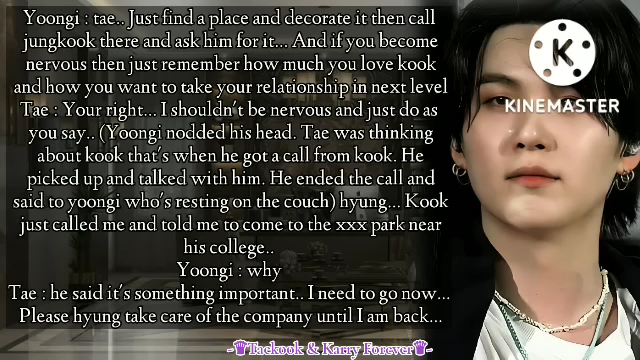 Yoongi : tae.. Just find a place and decorate it then call
jungkook there and ask him for it... And if you become
nervous then just remember how much you love kook
and how you want to take your relationship in next level
Tae : Your right... I shouldn't be nervous and just do as
you say.. (Yoongi nodded his head. Tae was thinking
about kook that's when he got a call from kook. He
picked up and talked with him. He ended the call and
said to yoongi who's resting on the couch) hyung... Kook
just called me and told me to come to the xxx park near
his college..
Yoongi : why
Tae : he said it's something important.. I need to go now...
Please hyung take care of the company until I am back...
-♛Taekook & Karry Forever♛-
K
KINEMASTER